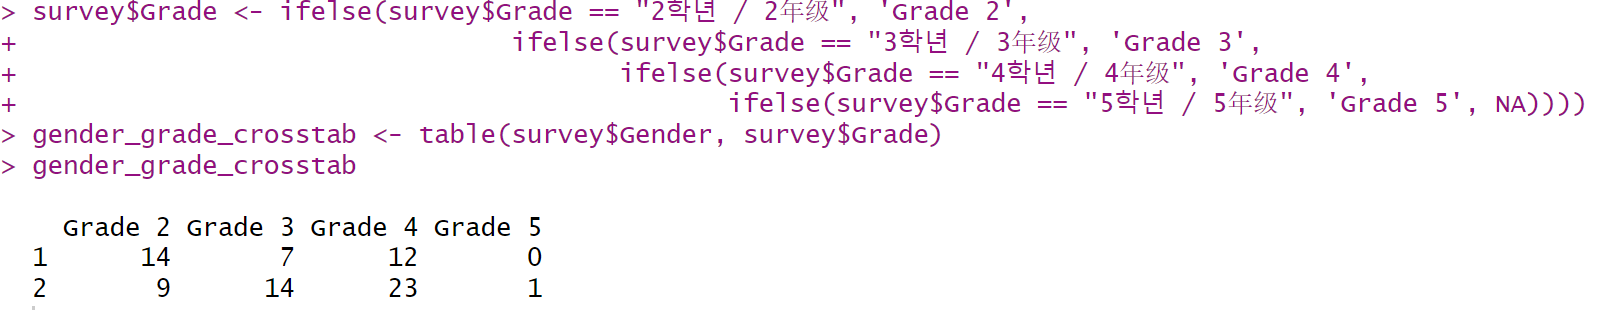 > survey$Grade <- ifelse(survey$Grade == "2학년 / 2年级", 'Grade 2',
+ ifelse(survey$Grade == "3학년 / 3年级", 'Grade 3',
+ ifelse(survey$Grade == "4학년 / 4年级", 'Grade 4',
+ ifelse(survey$Grade == "5학년 / 5年级", 'Grade 5', NA))))
> gender_grade_crosstab <- table(survey$Gender, survey$Grade)
> gender_grade_crosstab
Grade 2 Grade 3 Grade 4 Grade 5
1 14 7 12 0
2 9 14 23 1